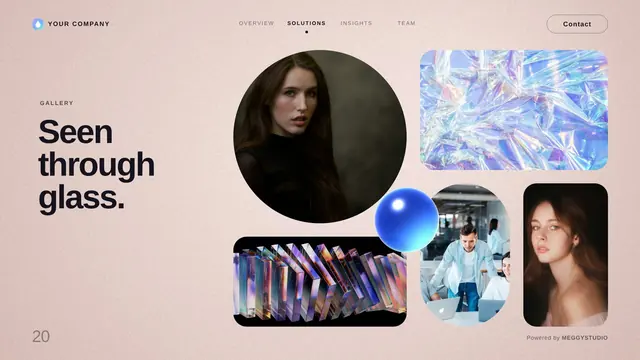 YOUR COMPANY
OVERVIEW
SOLUTIONS
INSIGHTS
TEAM
Contact
GALLERY
Seen
through
glass.
20
Powered by MEGGYSTUDIO